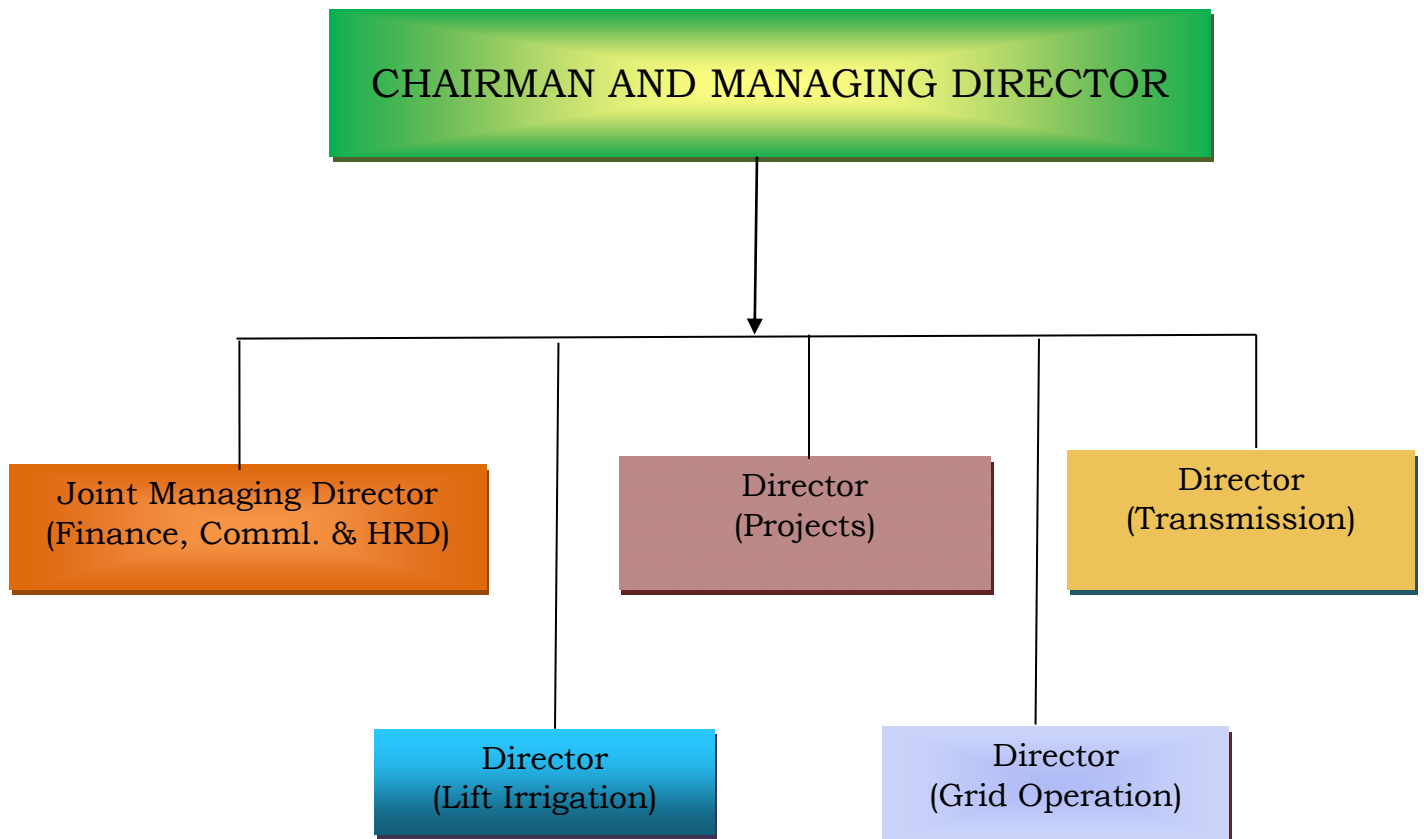 CHAIRMAN AND MANAGING DIRECTOR
Joint Managing Director
(Finance, Comml. & HRD)
Director
(Projects)
Director
(Transmission)
Director
(Lift Irrigation)
Director
(Grid Operation)